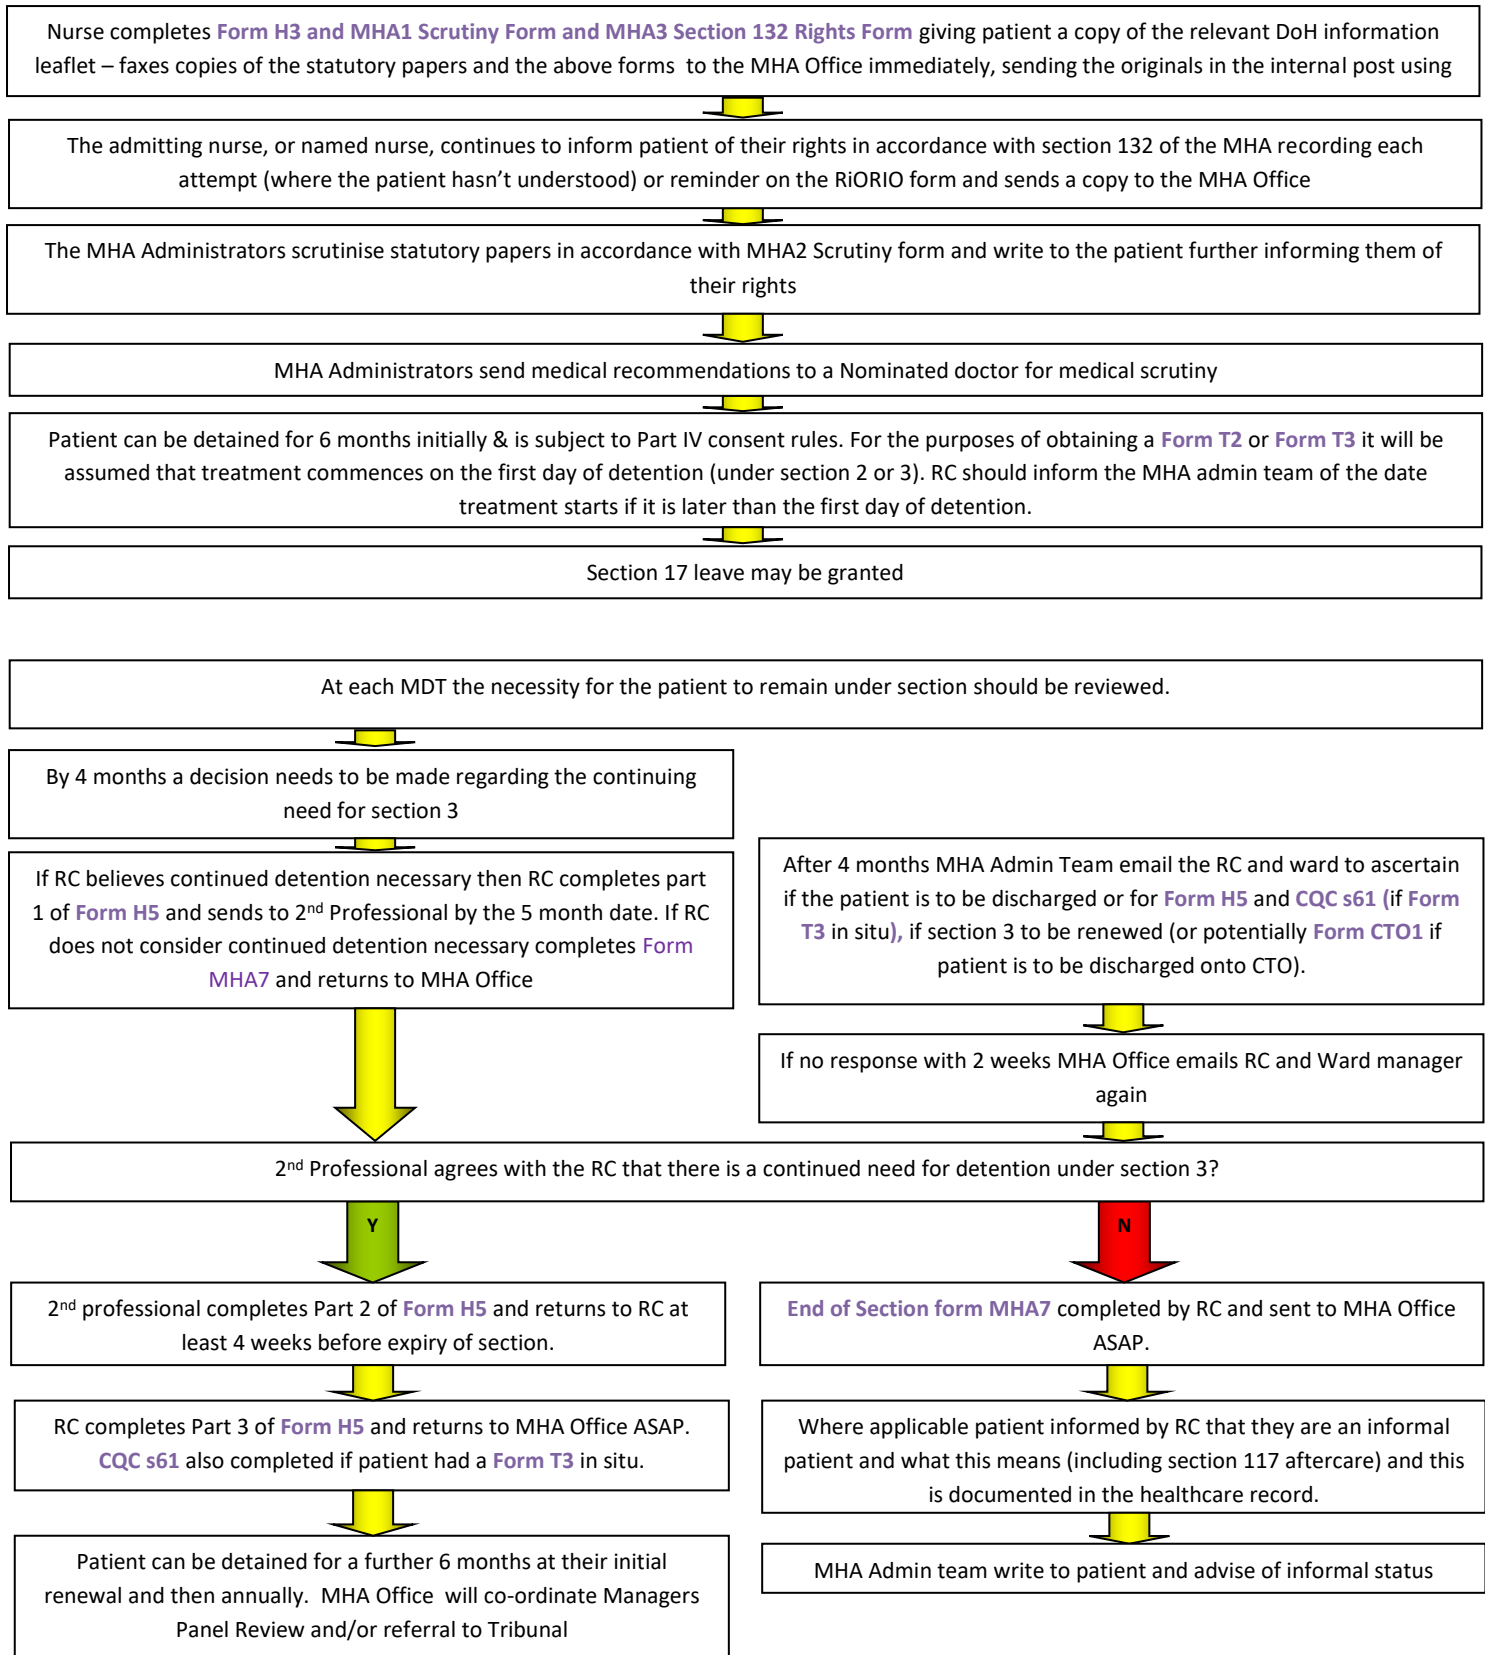 Nurse completes Form H3 and MHA1 Scrutiny Form and MHA3 Section 132 Rights Form giving patient a copy of the relevant DoH information
leaflet – faxes copies of the statutory papers and the above forms  to the MHA Office immediately, sending the originals in the internal post using
The admitting nurse, or named nurse, continues to inform patient of their rights in accordance with section 132 of the MHA recording each
attempt (where the patient hasn't understood) or reminder on the RiORIO form and sends a copy to the MHA Office
The MHA Administrators scrutinise statutory papers in accordance with MHA2 Scrutiny form and write to the patient further informing them of
their rights
MHA Administrators send medical recommendations to a Nominated doctor for medical scrutiny
Patient can be detained for 6 months initially & is subject to Part IV consent rules. For the purposes of obtaining a Form T2 or Form T3 it will be
assumed that treatment commences on the first day of detention (under section 2 or 3). RC should inform the MHA admin team of the date
treatment starts if it is later than the first day of detention.
Section 17 leave may be granted
At each MDT the necessity for the patient to remain under section should be reviewed.
By 4 months a decision needs to be made regarding the continuing
need for section 3
If RC believes continued detention necessary then RC completes part
1 of Form H5 and sends to 2nd Professional by the 5 month date. If RC
does not consider continued detention necessary completes Form
MHA7 and returns to MHA Office
After 4 months MHA Admin Team email the RC and ward to ascertain
if the patient is to be discharged or for Form H5 and CQC s61 (if Form
T3 in situ), if section 3 to be renewed (or potentially Form CTO1 if
patient is to be discharged onto CTO).
If no response with 2 weeks MHA Office emails RC and Ward manager
again
2nd Professional agrees with the RC that there is a continued need for detention under section 3?
Y
N
2nd professional completes Part 2 of Form H5 and returns to RC at
least 4 weeks before expiry of section.
RC completes Part 3 of Form H5 and returns to MHA Office ASAP.
CQC s61 also completed if patient had a Form T3 in situ.
Patient can be detained for a further 6 months at their initial
renewal and then annually.  MHA Office  will co-ordinate Managers
Panel Review and/or referral to Tribunal
End of Section form MHA7 completed by RC and sent to MHA Office
ASAP.
Where applicable patient informed by RC that they are an informal
patient and what this means (including section 117 aftercare) and this
is documented in the healthcare record.
MHA Admin team write to patient and advise of informal status